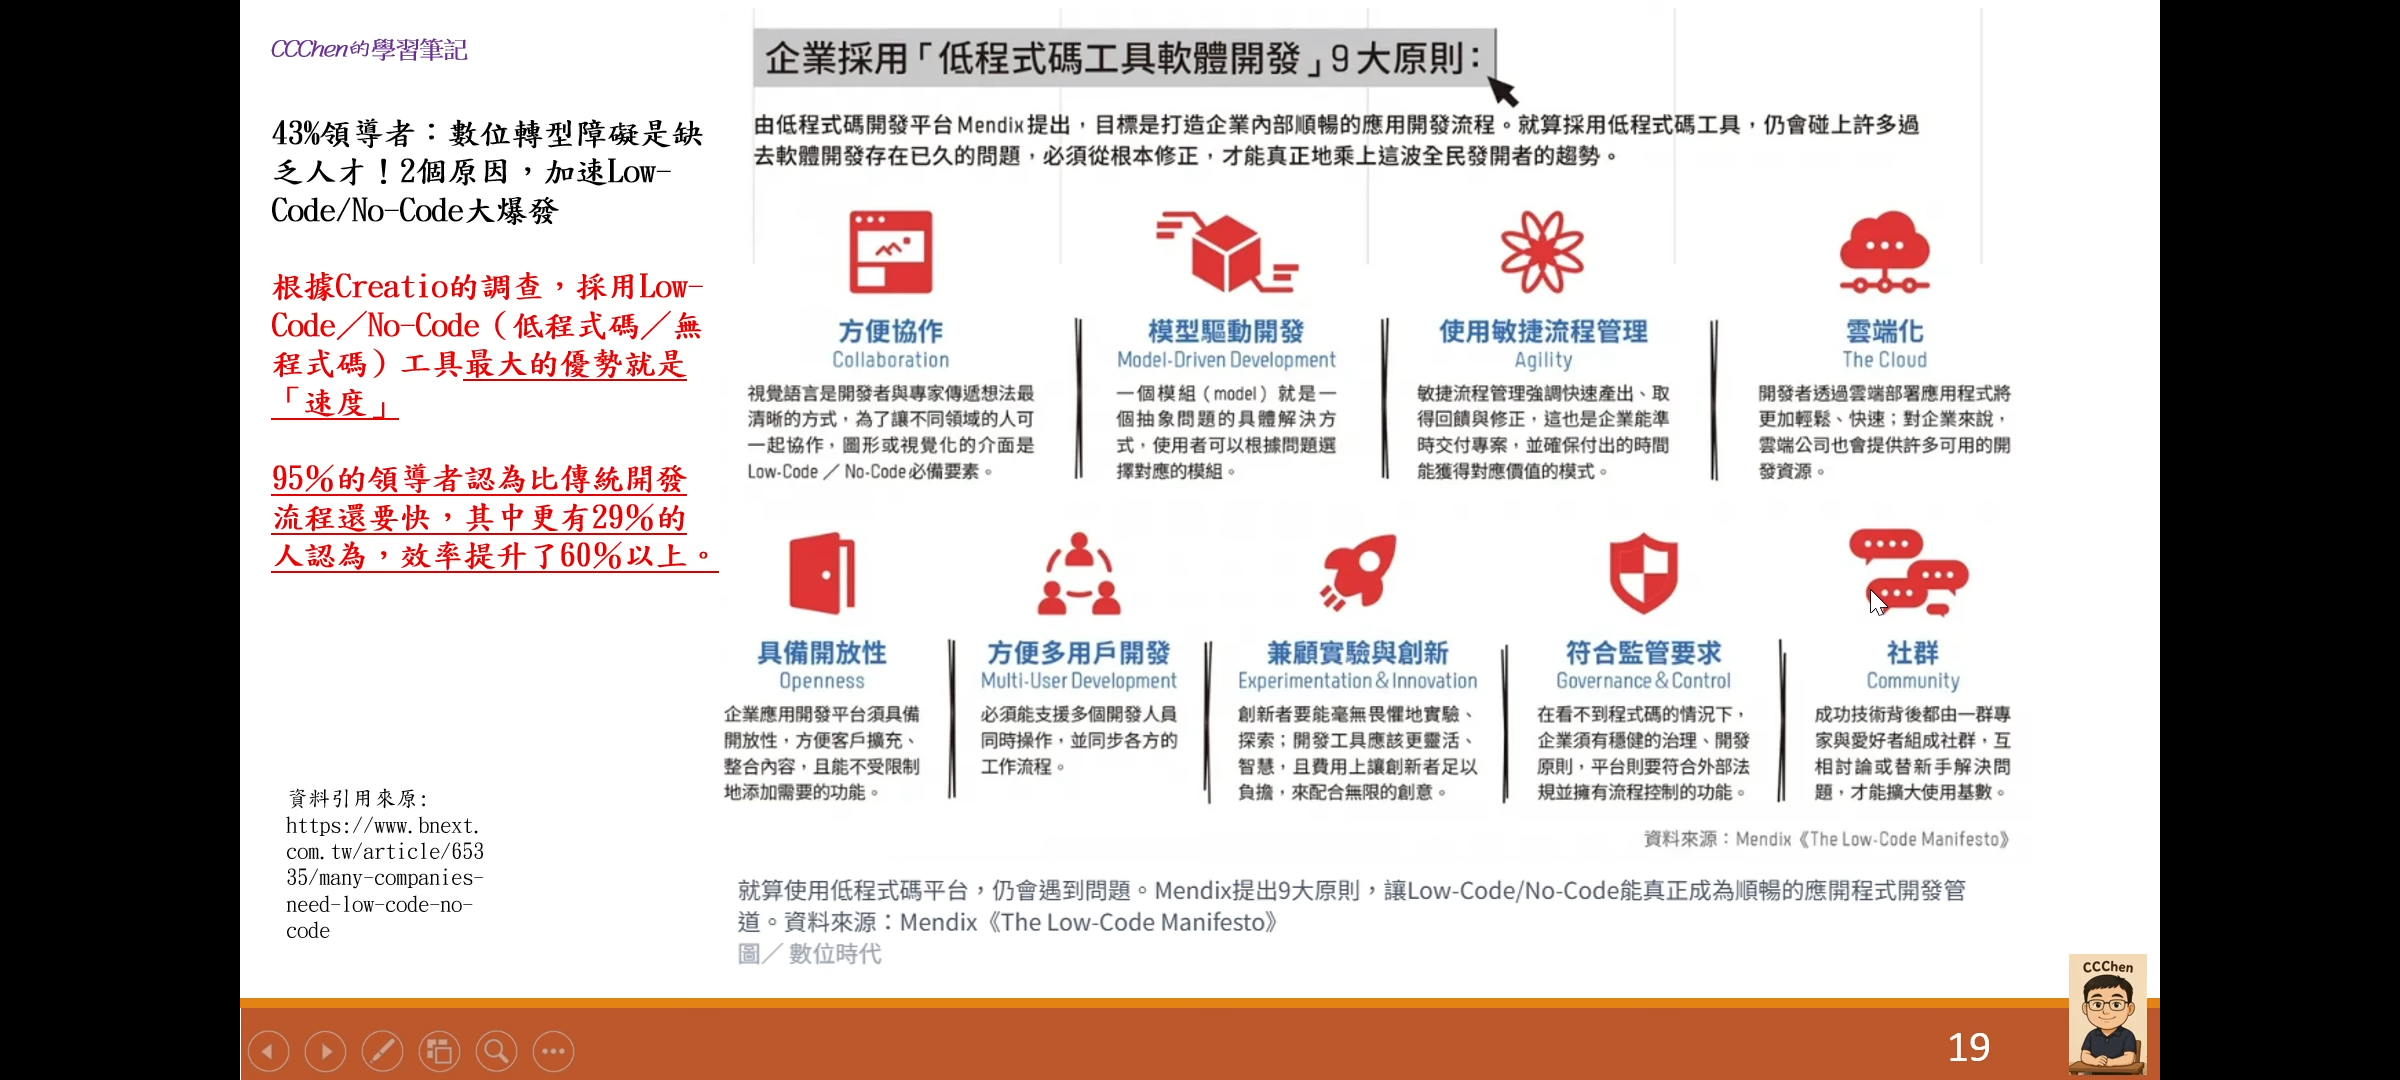 CCChen的學習筆記
43%領導者：數位轉型障礙是缺
乏人才！2個原因，加速Low-
Code/No-Code大爆發
根據Creatio的調查，採用Low-
Code／No-Code（低程式碼／無
程式碼）工具最大的優勢就是
「速度」
95%的領導者認為比傳統開發
流程還要快，其中更有29%的
人認為，效率提升了60%以上。
資料引用來原:
https://www.bnext.
com.tw/article/653
35/many-companies-
need-low-code-no-
code
企業採用「低程式碼工具軟體開發」9大原則：
由低程式碼開發平台Mendix提出，目標是打造企業內部順暢的應用開發流程。就算採用低程式碼工具，仍會碰上許多過
去軟體開發存在已久的問題，必須從根本修正，才能真正地乘上這波全民發開者的趨勢。
方便協作
Collaboration
視覺語言是開發者與專家傳遞想法最
清晰的方式，為了讓不同領域的人可
一起協作，圖形或視覺化的介面是
Low-Code ／ No-Code必備要素。
模型驅動開發
Model-Driven Development
一個模組（model）就是一
個抽象問題的具體解決方
式，使用者可以根據問題選
擇對應的模組。
使用敏捷流程管理
Agility
敏捷流程管理強調快速產出、取
得回饋與修正，這也是企業能準
時交付專案，並確保付出的時間
能獲得對應價值的模式。
雲端化
The Cloud
開發者透過雲端部署應用程式將
更加輕鬆、快速；對企業來說，
雲端公司也會提供許多可用的開
發資源。
具備開放性
Openness
企業應用開發平台須具備
開放性，方便客戶擴充、
整合內容，且能不受限制
地添加需要的功能。
方便多用戶開發
Multi-User Development
必須能支援多個開發人員
同時操作，並同步各方的
工作流程。
兼顧實驗與創新
Experimentation & Innovation
創新者要能毫無畏懼地實驗、
探索；開發工具應該更靈活、
智慧，且費用上讓創新者足以
負擔，來配合無限的創意。
符合監管要求
Governance & Control
在看不到程式碼的情況下，
企業須有穩健的治理、開發
原則，平台則要符合外部法
規並擁有流程控制的功能。
社群
Community
成功技術背後都由一群專
家與愛好者組成社群，互
相討論或替新手解決問
題，才能擴大使用基數。
資料來源：Mendix《The Low-Code Manifesto》
就算使用低程式碼平台，仍會遇到問題。Mendix提出9大原則，讓Low-Code/No-Code能真正成為順暢的應開程式開發管
道。資料來源：Mendix《The Low-Code Manifesto》
圖／ 數位時代
CCChen
19